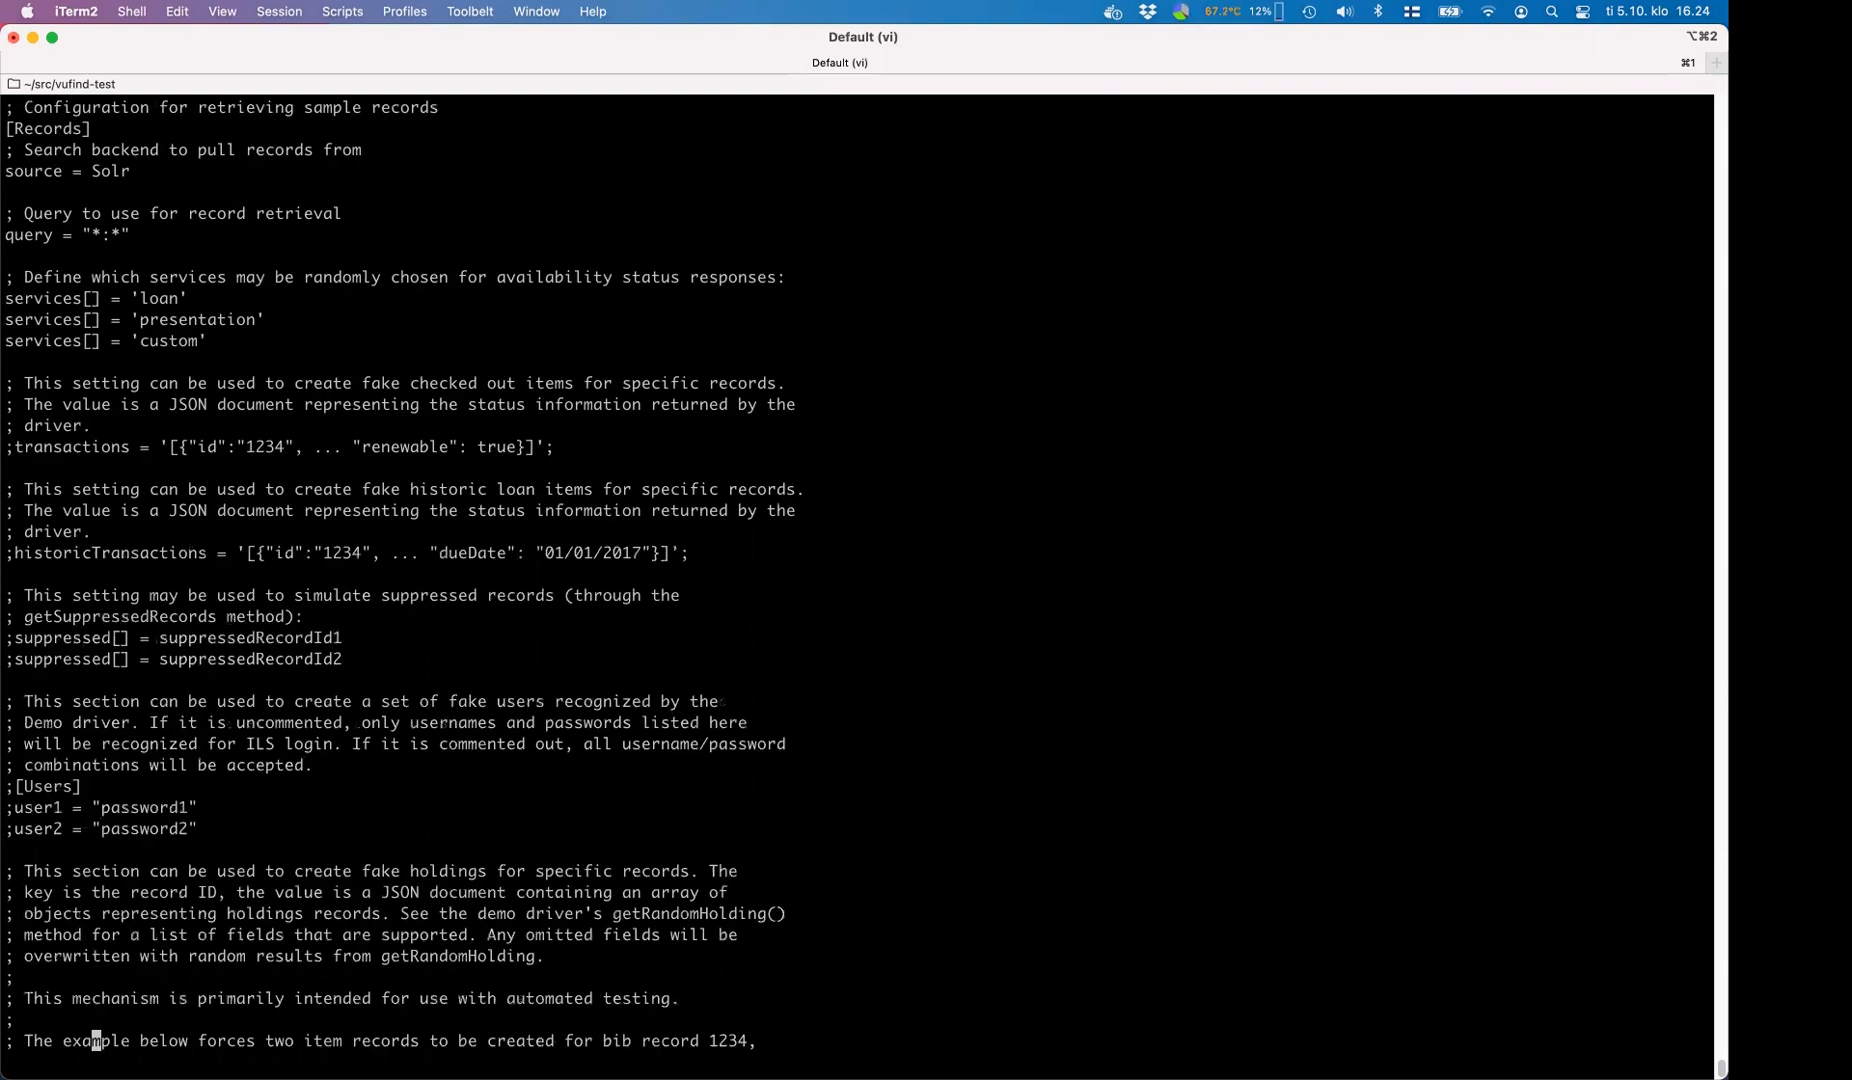 iTerm2 Shell Edit View Session Scripts Profiles Toolbelt Window Help 67.2°C 12% ti 5.10. klo 16.24
Default (vi) ⌥⌘2
Default (vi) ⌘1
~/src/vufind-test
; Configuration for retrieving sample records
[Records]
; Search backend to pull records from
source = Solr
; Query to use for record retrieval
query = "*:*"
; Define which services may be randomly chosen for availability status responses:
services[] = 'loan'
services[] = 'presentation'
services[] = 'custom'
; This setting can be used to create fake checked out items for specific records.
; The value is a JSON document representing the status information returned by the
; driver.
;transactions = '[{"id":"1234", ... "renewable": true}]';
; This setting can be used to create fake historic loan items for specific records.
; The value is a JSON document representing the status information returned by the
; driver.
;historicTransactions = '[{"id":"1234", ... "dueDate": "01/01/2017"}]';
; This setting may be used to simulate suppressed records (through the
; getSuppressedRecords method):
;suppressed[] = suppressedRecordId1
;suppressed[] = suppressedRecordId2
; This section can be used to create a set of fake users recognized by the
; Demo driver. If it is uncommented, only usernames and passwords listed here
; will be recognized for ILS login. If it is commented out, all username/password
; combinations will be accepted.
;[Users]
;user1 = "password1"
;user2 = "password2"
; This section can be used to create fake holdings for specific records. The
; key is the record ID, the value is a JSON document containing an array of
; objects representing holdings records. See the demo driver's getRandomHolding()
; method for a list of fields that are supported. Any omitted fields will be
; overwritten with random results from getRandomHolding.
;
; This mechanism is primarily intended for use with automated testing.
;
; The example below forces two item records to be created for bib record 1234,